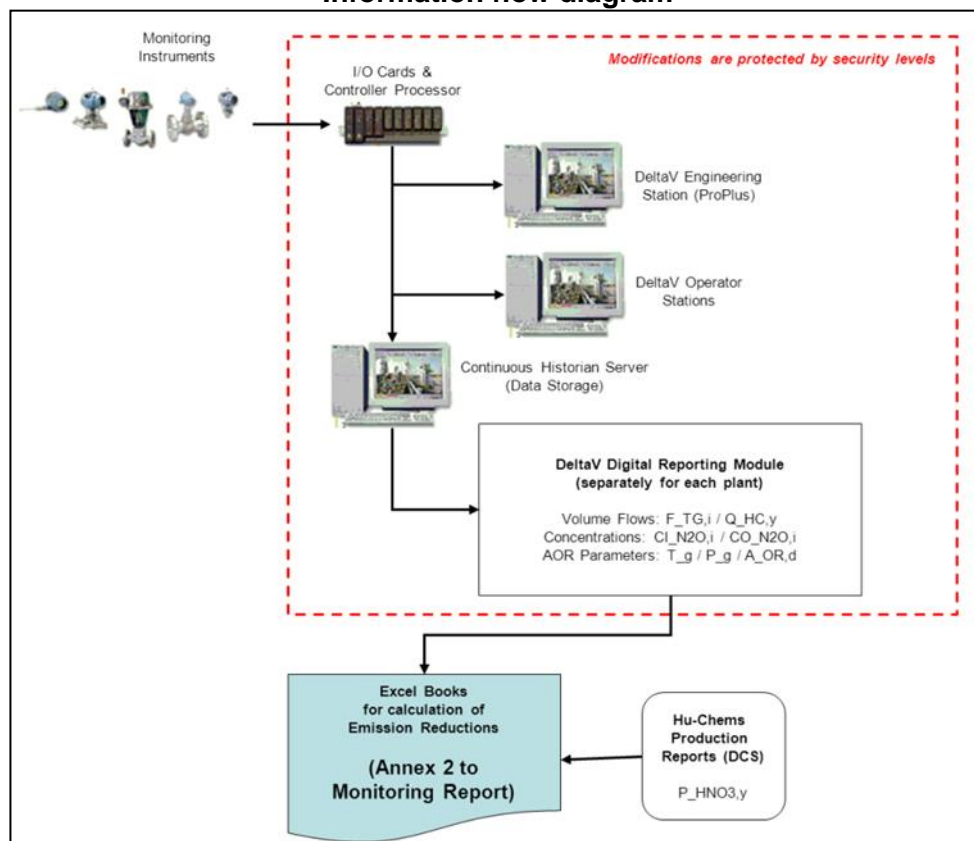 Information flow diagram
Monitoring
Instruments
I/O Cards &
Controller Processor
Modifications are protected by security levels
DeltaV Engineering
Station (ProPlus)
DeltaV Operator
Stations
Continuous Historian Server
(Data Storage)
DeltaV Digital Reporting Module
(separately for each plant)
Volume Flows: F_TG,i / Q_HC,y
Concentrations: CI_N2O,i / CO_N2O,i
AOR Parameters: T_g / P_g / A_OR,d
Excel Books
for calculation of
Emission Reductions
(Annex 2 to
Monitoring Report)
Hu-Chems
Production
Reports (DCS)
P_HNO3,y